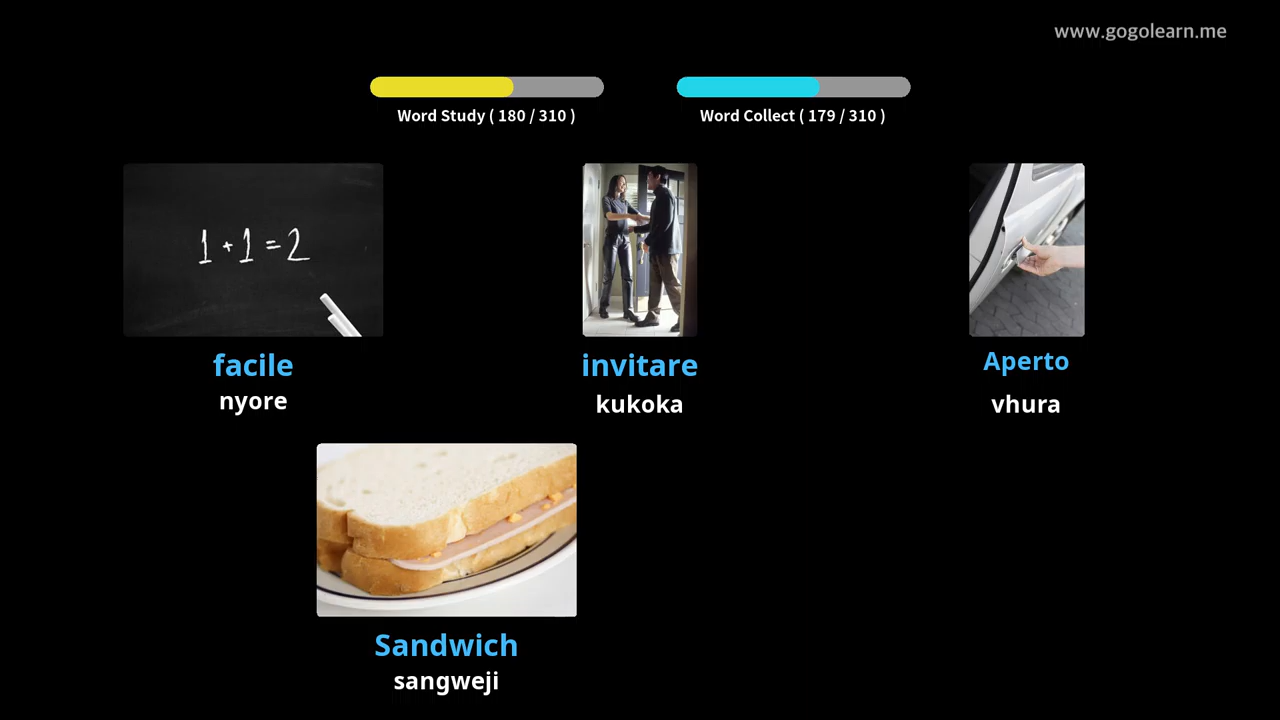 www.gogolearn.me
Word Study ( 180 / 310 )
Word Collect ( 179 / 310 )
1 + 1 = 2
facile
nyore
invitare
kukoka
Aperto
vhura
Sandwich
sangweji